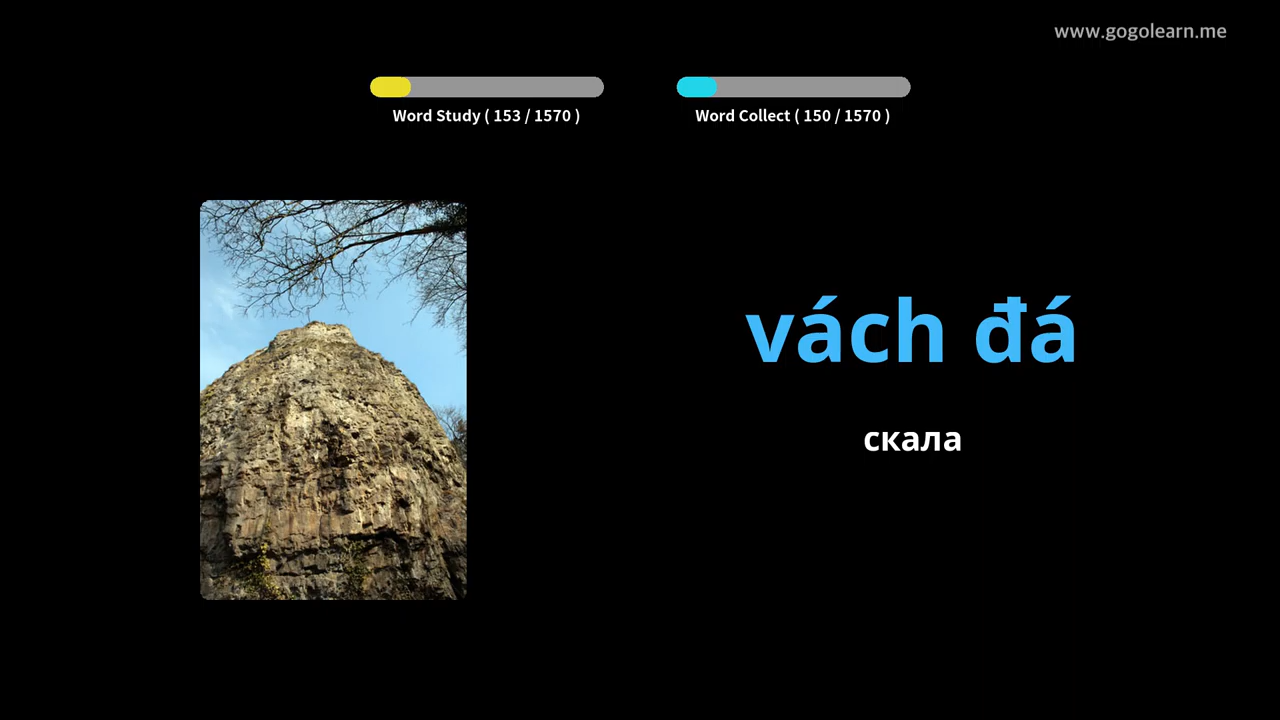 www.gogolearn.me
Word Study ( 153 / 1570 )
Word Collect ( 150 / 1570 )
vách đá
скала